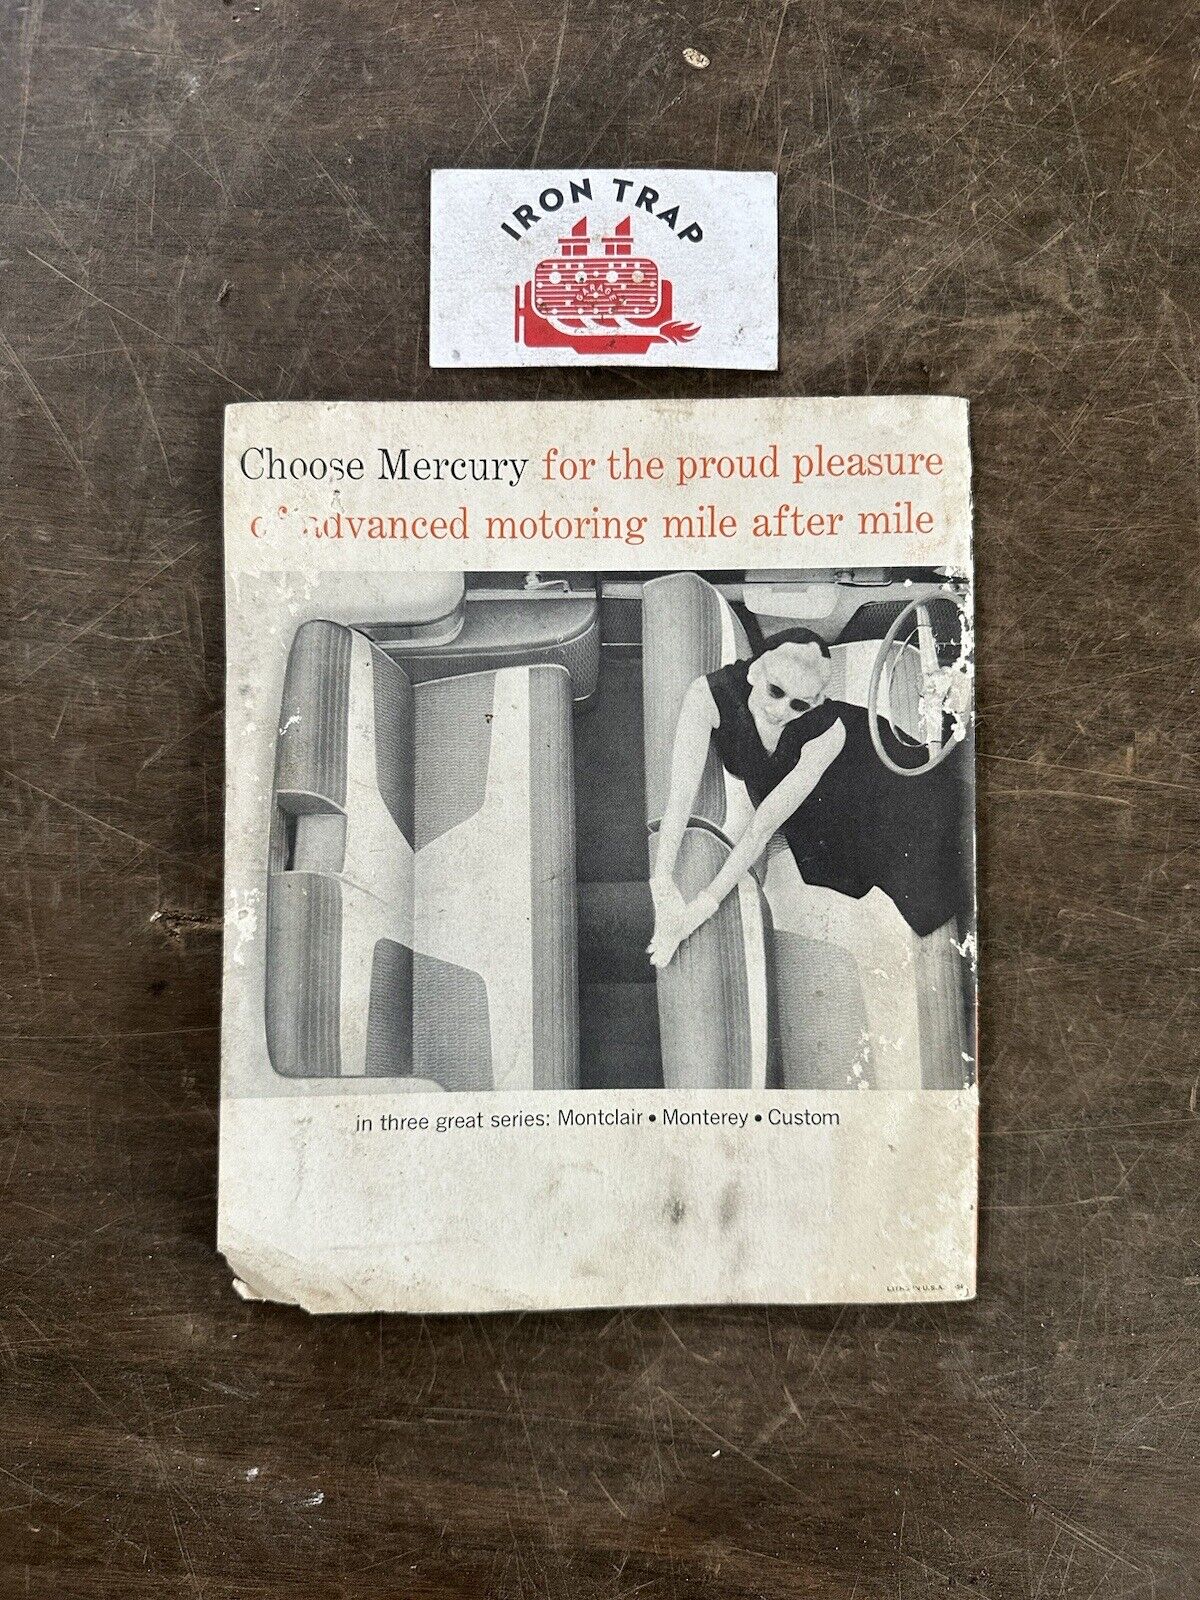 IRON TRAP
GARAGE
Choose Mercury for the proud pleasure
of advanced motoring mile after mile
in three great series: Montclair • Monterey • Custom
U.S.A.